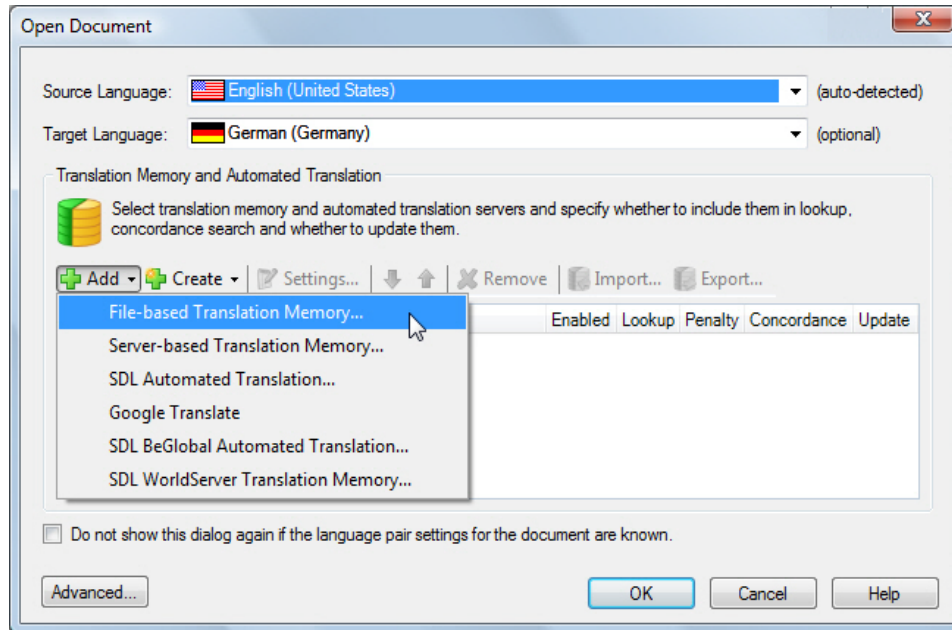 Open Document
Source Language: English (United States) (auto-detected)
Target Language: German (Germany) (optional)
Translation Memory and Automated Translation
Select translation memory and automated translation servers and specify whether to include them in lookup,
concordance search and whether to update them.
Add Create Settings... Remove Import... Export...
File-based Translation Memory...
Enabled Lookup Penalty Concordance Update
Server-based Translation Memory...
SDL Automated Translation...
Google Translate
SDL BeGlobal Automated Translation...
SDL WorldServer Translation Memory...
Do not show this dialog again if the language pair settings for the document are known.
Advanced... OK Cancel Help